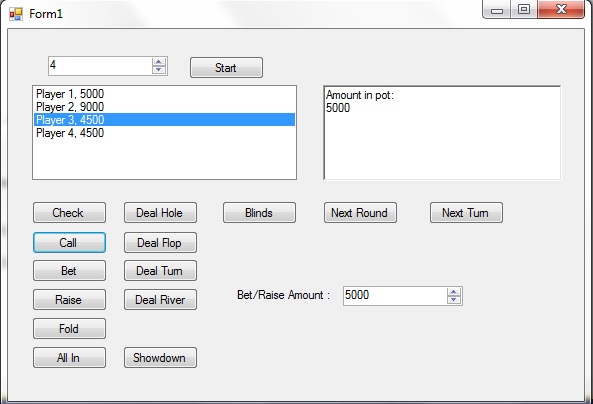 Form1
4
Start
Player 1, 5000
Player 2, 9000
Player 3, 4500
Player 4, 4500
Amount in pot:
5000
Check
Deal Hole
Blinds
Next Round
Next Turn
Call
Deal Flop
Bet
Deal Turn
Raise
Deal River
Bet/Raise Amount :
5000
Fold
All In
Showdown